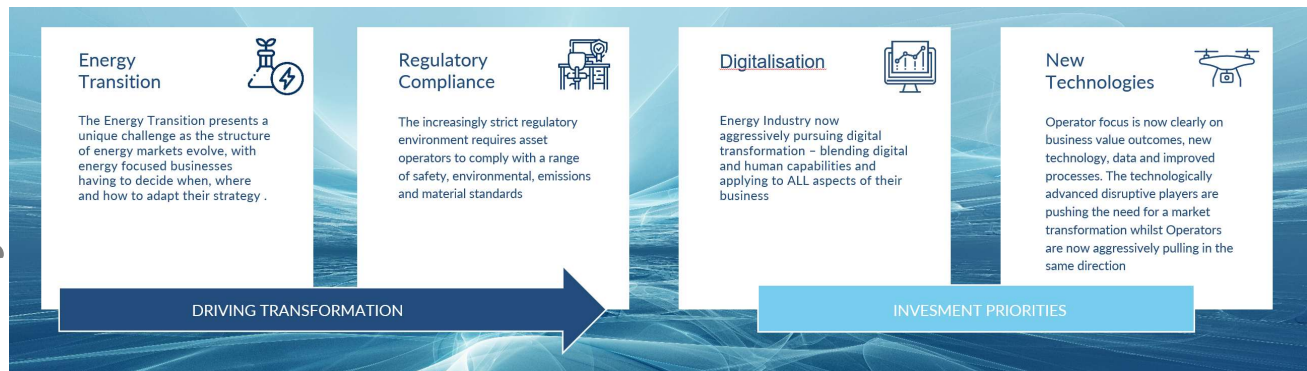 Energy
Transition
The Energy Transition presents a
unique challenge as the structure
of energy markets evolve, with
energy focused businesses
having to decide when, where
and how to adapt their strategy .
Regulatory
Compliance
The increasingly strict regulatory
environment requires asset
operators to comply with a range
of safety, environmental, emissions
and material standards
Digitalisation
Energy Industry now
aggressively pursuing digital
transformation – blending digital
and human capabilities and
applying to ALL aspects of their
business
New
Technologies
Operator focus is now clearly on
business value outcomes, new
technology, data and improved
processes. The technologically
advanced disruptive players are
pushing the need for a market
transformation whilst Operators
are now aggressively pulling in the
same direction
DRIVING TRANSFORMATION
INVESMENT PRIORITIES